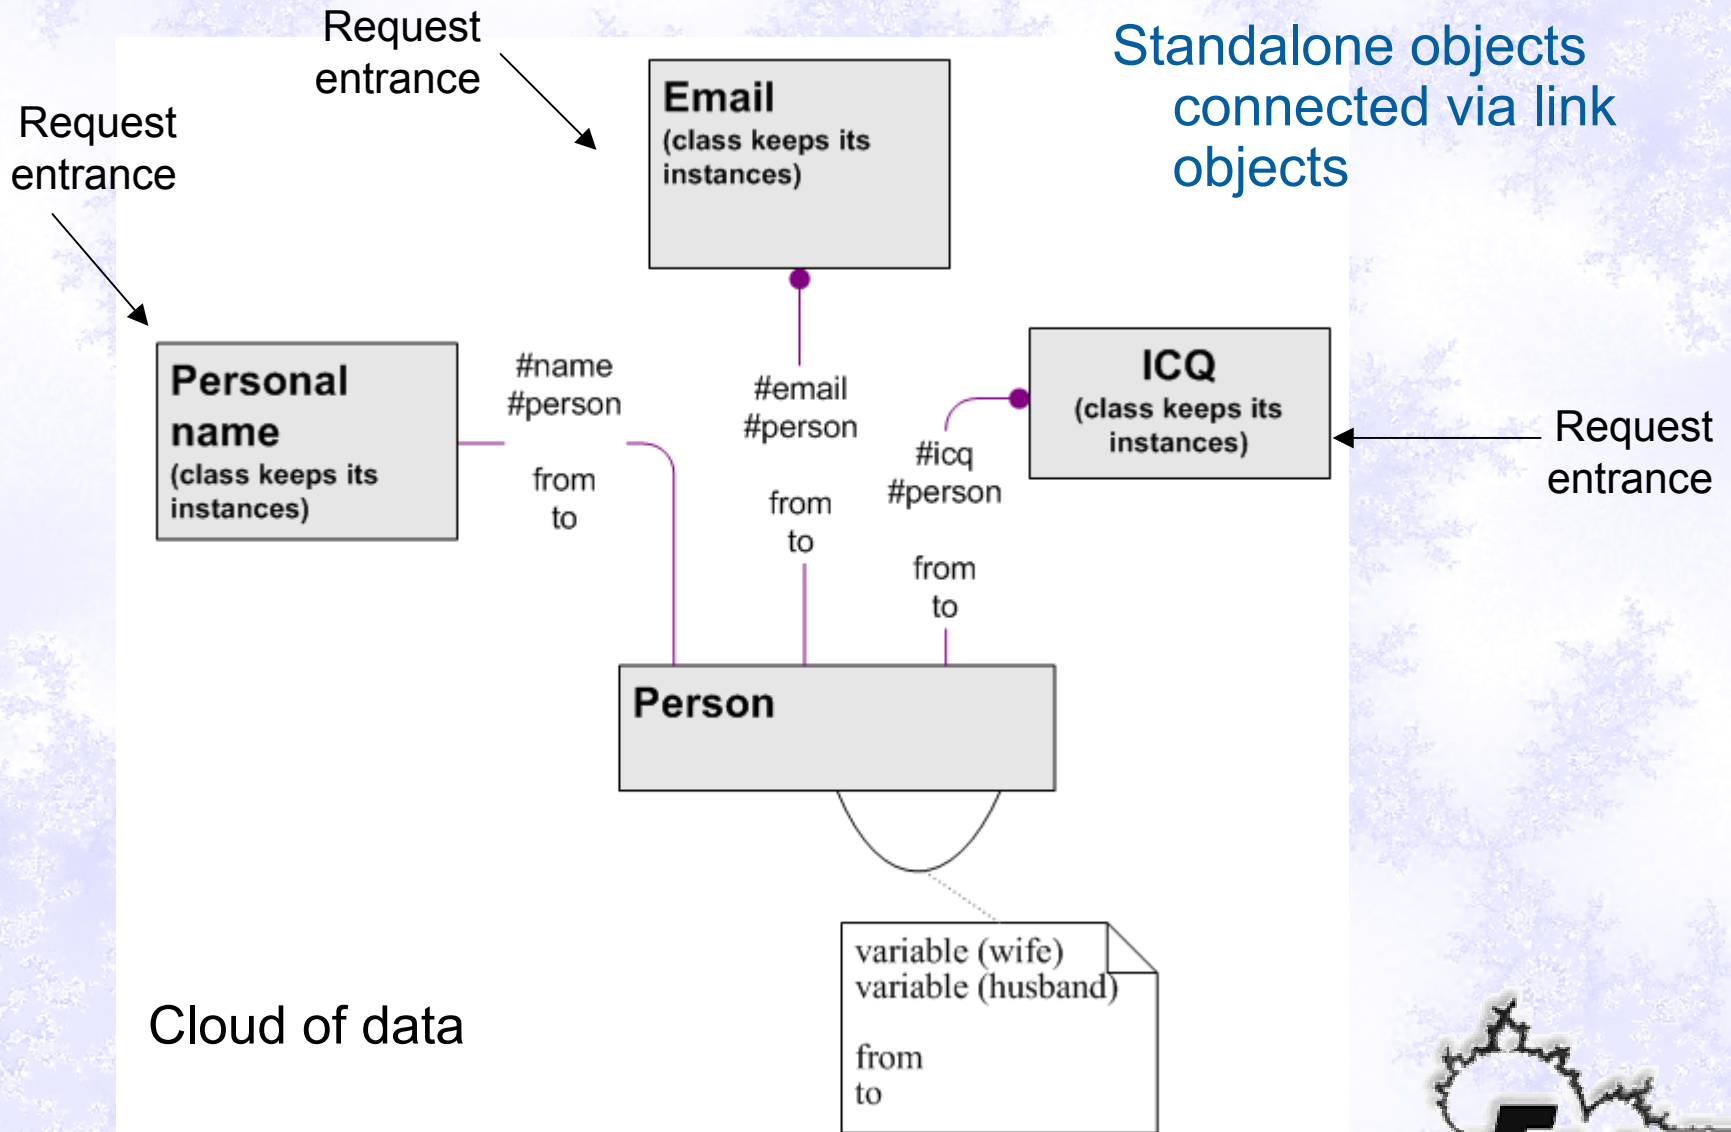 Request
entrance
Standalone objects
connected via link
objects
Request
entrance
Email
(class keeps its
instances)
Personal
name
(class keeps its
instances)
#name
#person
from
to
#email
#person
from
to
#icq
#person
from
to
ICQ
(class keeps its
instances)
Request
entrance
Person
variable (wife)
variable (husband)
from
to
Cloud of data